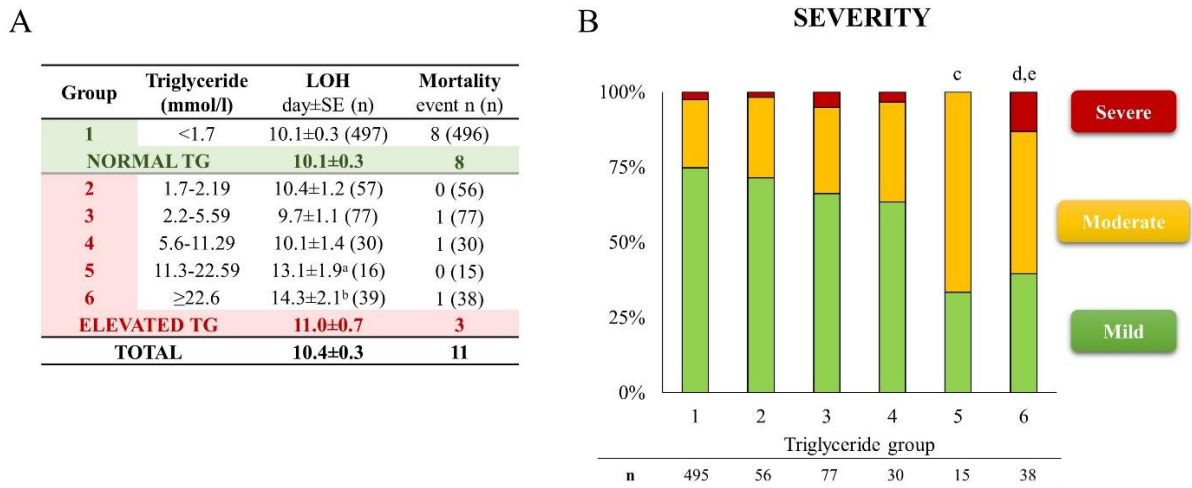 A
Group Triglyceride (mmol/l) LOH day±SE (n) Mortality event n (n)
1 <1.7 10.1±0.3 (497) 8 (496)
NORMAL TG 10.1±0.3 8
2 1.7-2.19 10.4±1.2 (57) 0 (56)
3 2.2-5.59 9.7±1.1 (77) 1 (77)
4 5.6-11.29 10.1±1.4 (30) 1 (30)
5 11.3-22.59 13.1±1.9ᵃ (16) 0 (15)
6 ≥22.6 14.3±2.1ᵇ (39) 1 (38)
ELEVATED TG 11.0±0.7 3
TOTAL 10.4±0.3 11
B
SEVERITY
c d,e
100%
75%
50%
25%
0%
1 2 3 4 5 6
Triglyceride group
n 495 56 77 30 15 38
Severe
Moderate
Mild